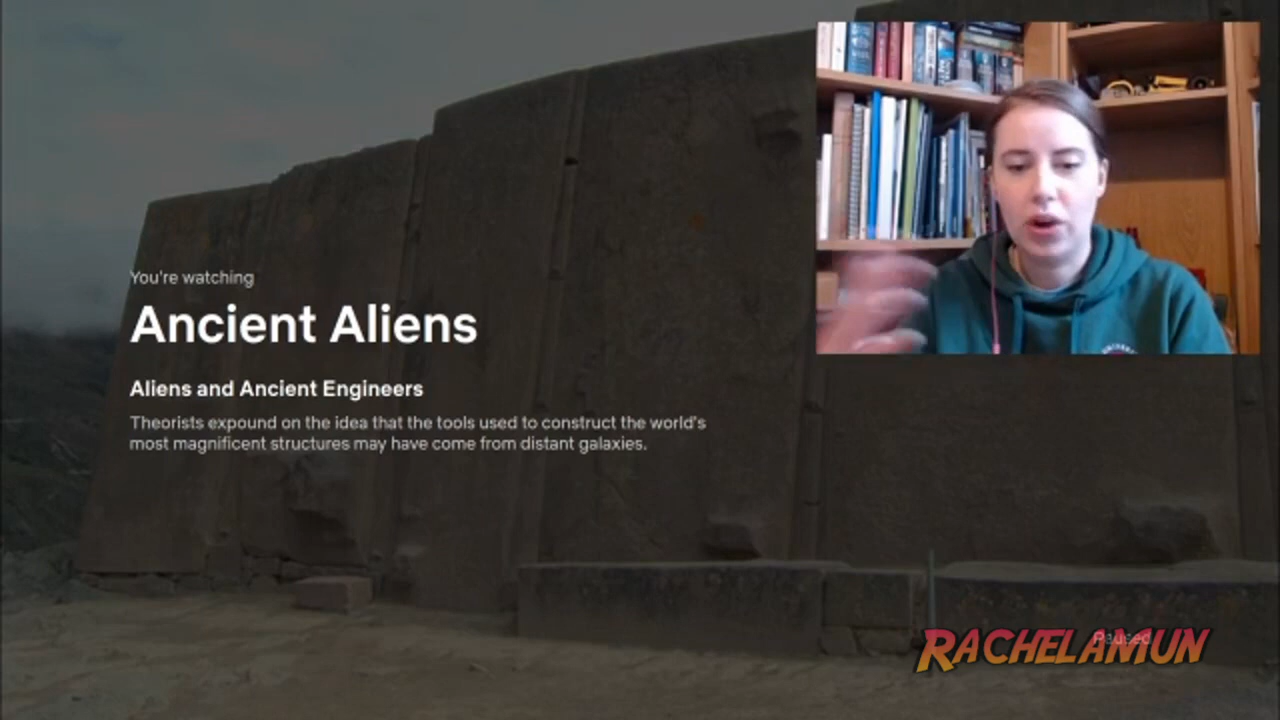 You're watching
Ancient Aliens
Aliens and Ancient Engineers
Theorists expound on the idea that the tools used to construct the world's
most magnificent structures may have come from distant galaxies.
Paused
RACHELAMUN